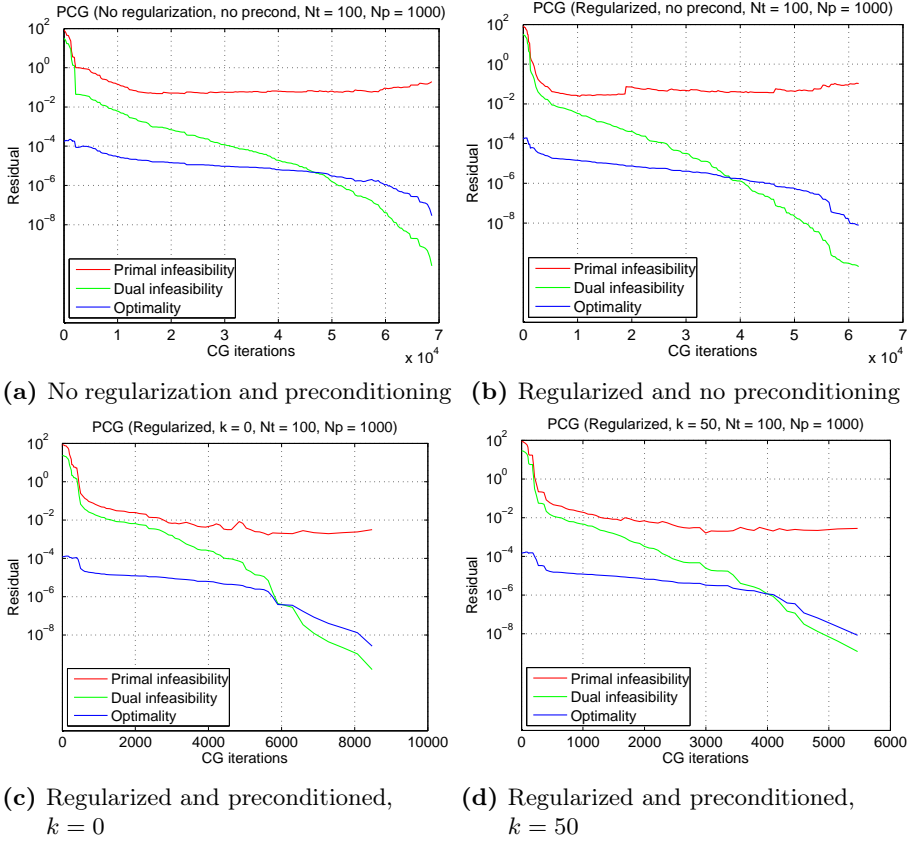 PCG (No regularization, no precond, Nt = 100, Np = 1000)
10^2
10^0
10^-2
10^-4
10^-6
10^-8
Residual
Primal infeasibility
Dual infeasibility
Optimality
0 1 2 3 4 5 6 7
CG iterations
x 10^4
(a) No regularization and preconditioning
PCG (Regularized, no precond, Nt = 100, Np = 1000)
10^2
10^0
10^-2
10^-4
10^-6
10^-8
Residual
Primal infeasibility
Dual infeasibility
Optimality
0 1 2 3 4 5 6 7
CG iterations
x 10^4
(b) Regularized and no preconditioning
PCG (Regularized, k = 0, Nt = 100, Np = 1000)
10^2
10^0
10^-2
10^-4
10^-6
10^-8
Residual
Primal infeasibility
Dual infeasibility
Optimality
0 2000 4000 6000 8000 10000
CG iterations
(c) Regularized and preconditioned,
k = 0
PCG (Regularized, k = 50, Nt = 100, Np = 1000)
10^2
10^0
10^-2
10^-4
10^-6
10^-8
Residual
Primal infeasibility
Dual infeasibility
Optimality
0 1000 2000 3000 4000 5000 6000
CG iterations
(d) Regularized and preconditioned,
k = 50